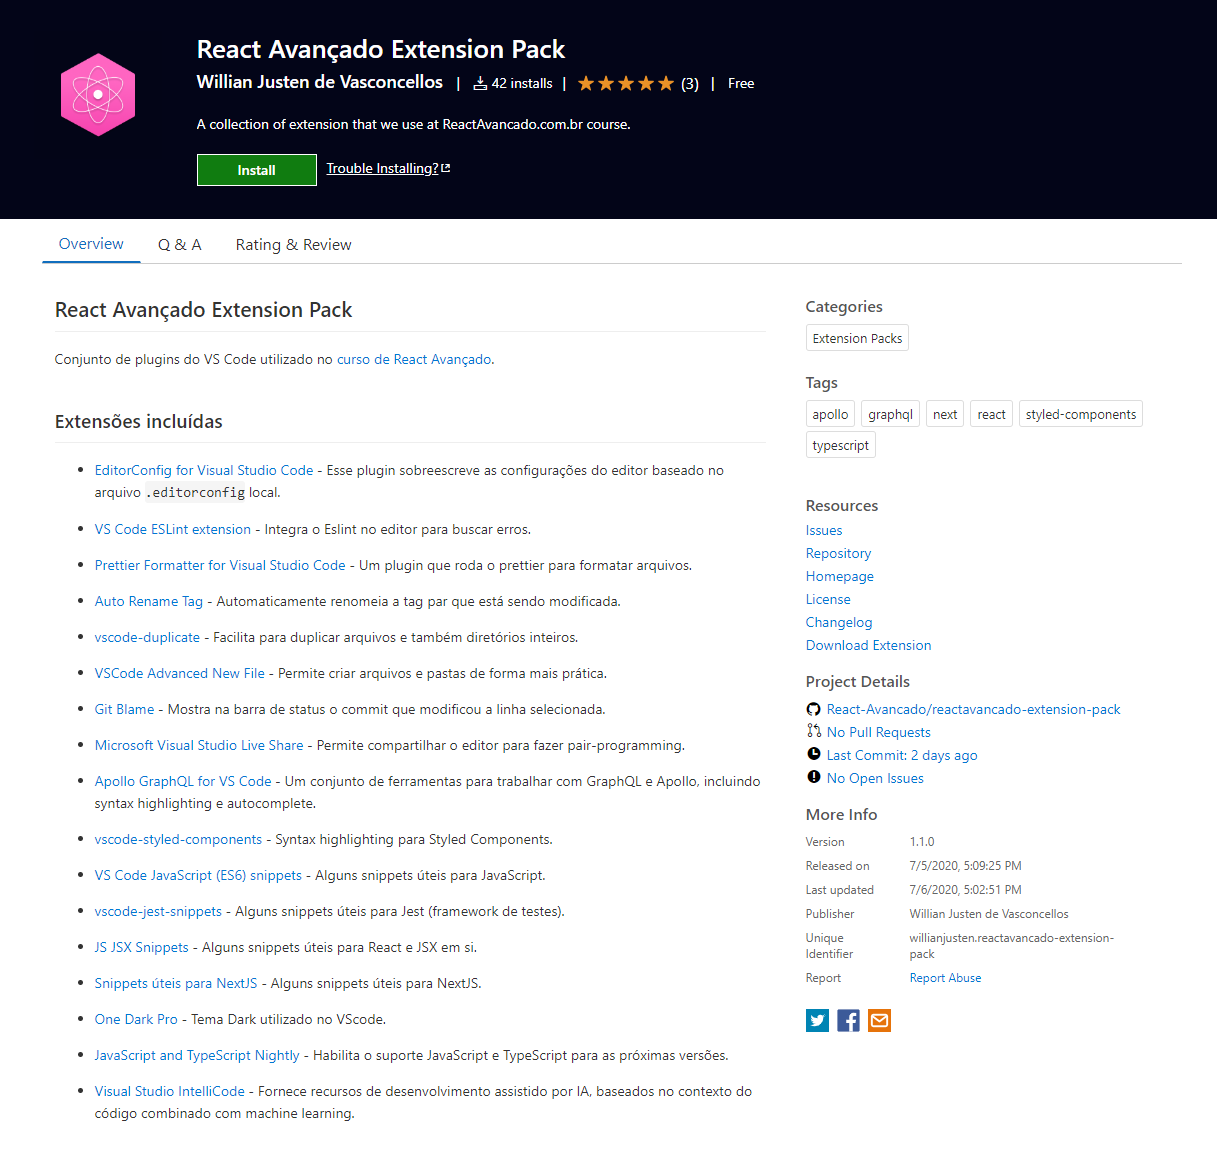 React Avançado Extension Pack
Willian Justen de Vasconcellos | 42 installs | (3) | Free
A collection of extension that we use at ReactAvancado.com.br course.
Install Trouble Installing?
Overview Q & A Rating & Review
React Avançado Extension Pack
Conjunto de plugins do VS Code utilizado no curso de React Avançado.
Extensões incluídas
EditorConfig for Visual Studio Code - Esse plugin sobreescreve as configurações do editor baseado no
arquivo .editorconfig local.
VS Code ESLint extension - Integra o Eslint no editor para buscar erros.
Prettier Formatter for Visual Studio Code - Um plugin que roda o prettier para formatar arquivos.
Auto Rename Tag - Automaticamente renomeia a tag par que está sendo modificada.
vscode-duplicate - Facilita para duplicar arquivos e também diretórios inteiros.
VSCode Advanced New File - Permite criar arquivos e pastas de forma mais prática.
Git Blame - Mostra na barra de status o commit que modificou a linha selecionada.
Microsoft Visual Studio Live Share - Permite compartilhar o editor para fazer pair-programming.
Apollo GraphQL for VS Code - Um conjunto de ferramentas para trabalhar com GraphQL e Apollo, incluindo
syntax highlighting e autocomplete.
vscode-styled-components - Syntax highlighting para Styled Components.
VS Code JavaScript (ES6) snippets - Alguns snippets úteis para JavaScript.
vscode-jest-snippets - Alguns snippets úteis para Jest (framework de testes).
JS JSX Snippets - Alguns snippets úteis para React e JSX em si.
Snippets úteis para NextJS - Alguns snippets úteis para NextJS.
One Dark Pro - Tema Dark utilizado no VScode.
JavaScript and TypeScript Nightly - Habilita o suporte JavaScript e TypeScript para as próximas versões.
Visual Studio IntelliCode - Fornece recursos de desenvolvimento assistido por IA, baseados no contexto do
código combinado com machine learning.
Categories
Extension Packs
Tags
apollo graphql next react styled-components
typescript
Resources
Issues
Repository
Homepage
License
Changelog
Download Extension
Project Details
React-Avancado/reactavancado-extension-pack
No Pull Requests
Last Commit: 2 days ago
No Open Issues
More Info
Version 1.1.0
Released on 7/5/2020, 5:09:25 PM
Last updated 7/6/2020, 5:02:51 PM
Publisher Willian Justen de Vasconcellos
Unique willianjusten.reactavancado-extension-
Identifier pack
Report Report Abuse